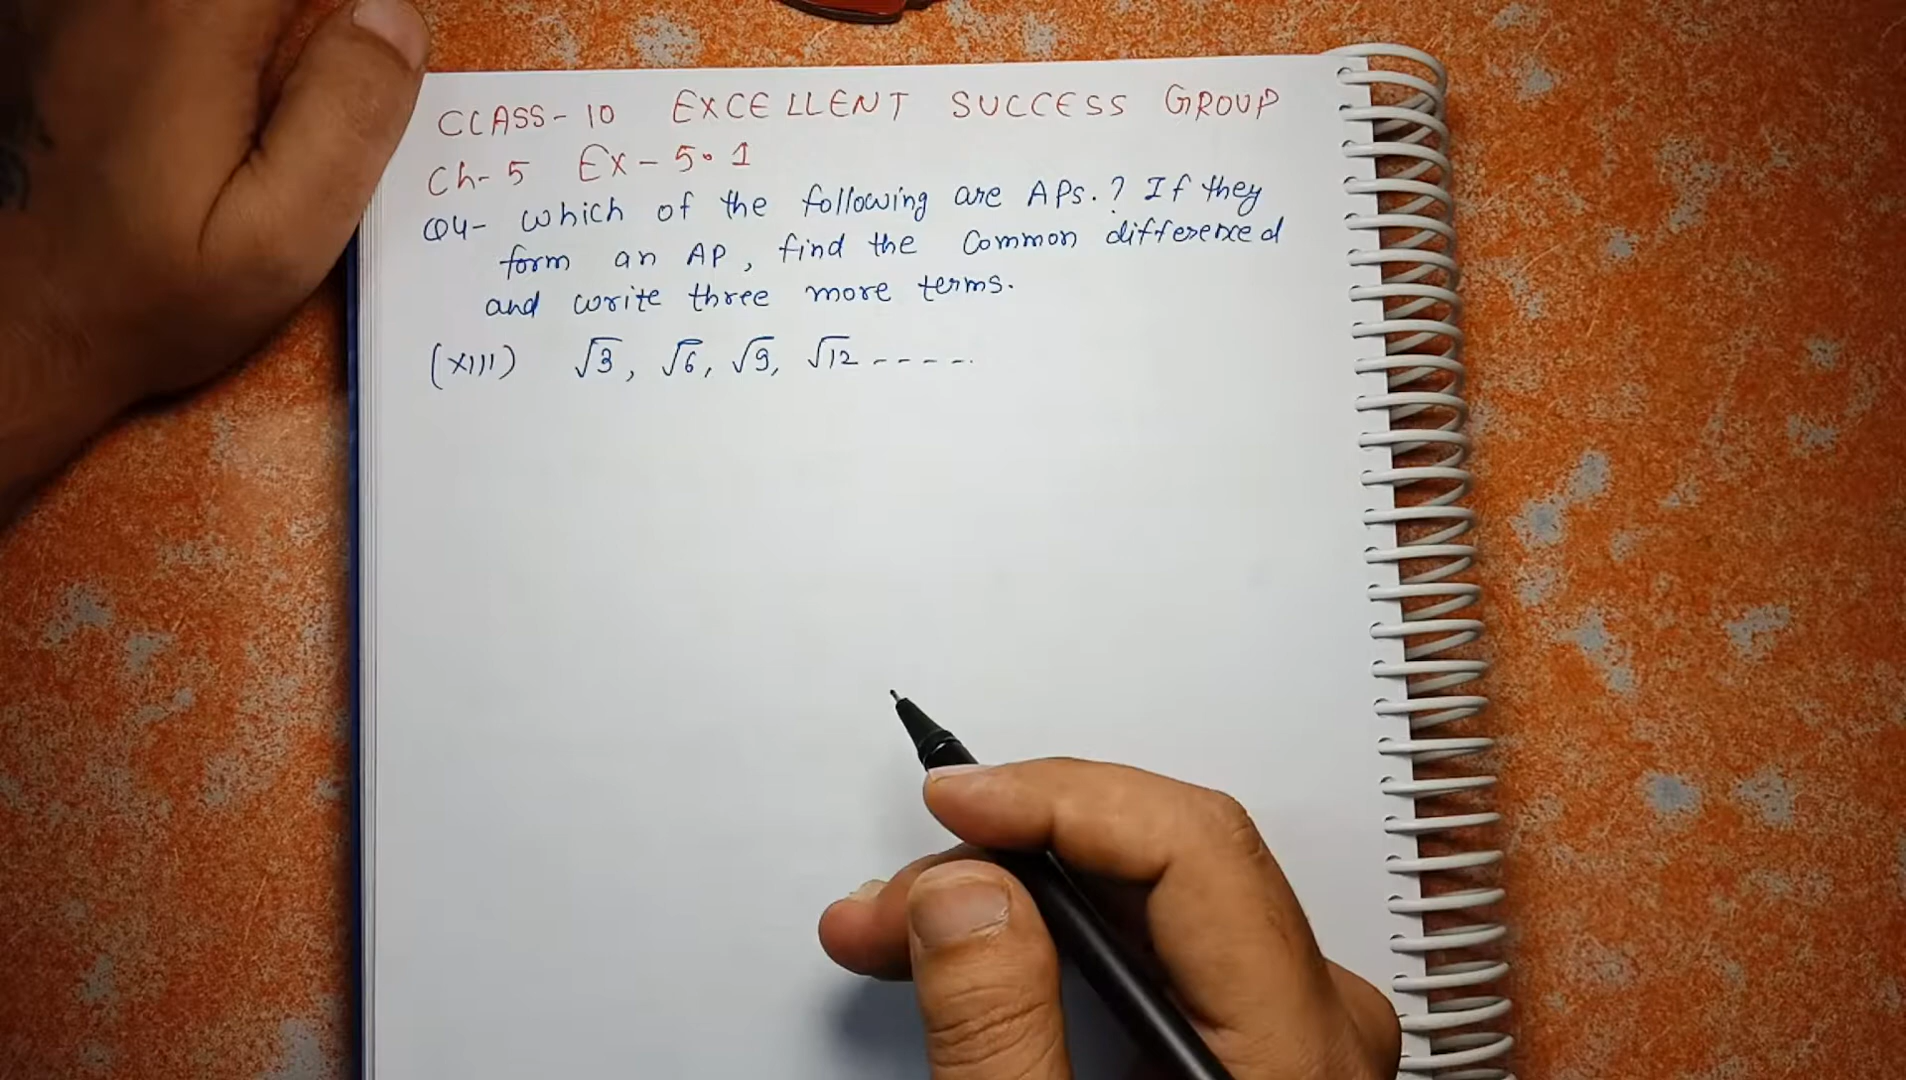 CLASS-10 EXCELLENT SUCCESS GROUP
Ch-5 Ex-5.1
Q4- which of the following are APs.? If they
form an AP, find the Common differenced
and write three more terms.
(XIII) √3, √6, √9, √12-----